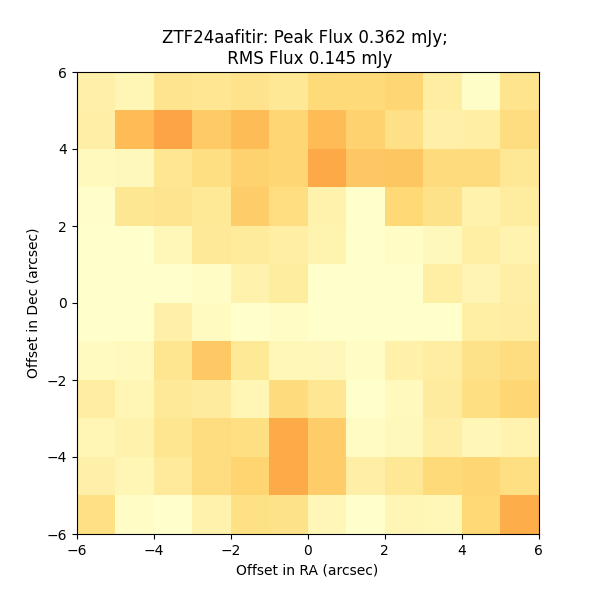 ZTF24aafitir: Peak Flux 0.362 mJy;
RMS Flux 0.145 mJy
6
4
2
0
−2
−4
−6
Offset in Dec (arcsec)
−6 −4 −2 0 2 4 6
Offset in RA (arcsec)